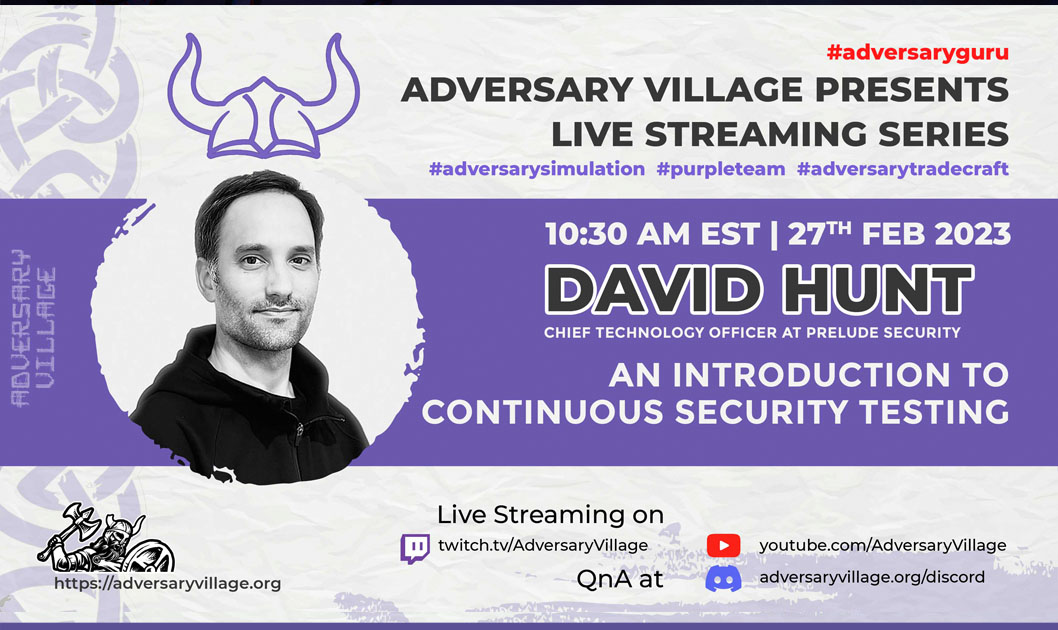 #adversaryguru
ADVERSARY VILLAGE PRESENTS
LIVE STREAMING SERIES
#adversarysimulation #purpleteam #adversarytradecraft
10:30 AM EST | 27TH FEB 2023
DAVID HUNT
CHIEF TECHNOLOGY OFFICER AT PRELUDE SECURITY
AN INTRODUCTION TO
CONTINUOUS SECURITY TESTING
ADVERSARY
VILLAGE
Live Streaming on
twitch.tv/AdversaryVillage
youtube.com/AdversaryVillage
QnA at
adversaryvillage.org/discord
https://adversaryvillage.org